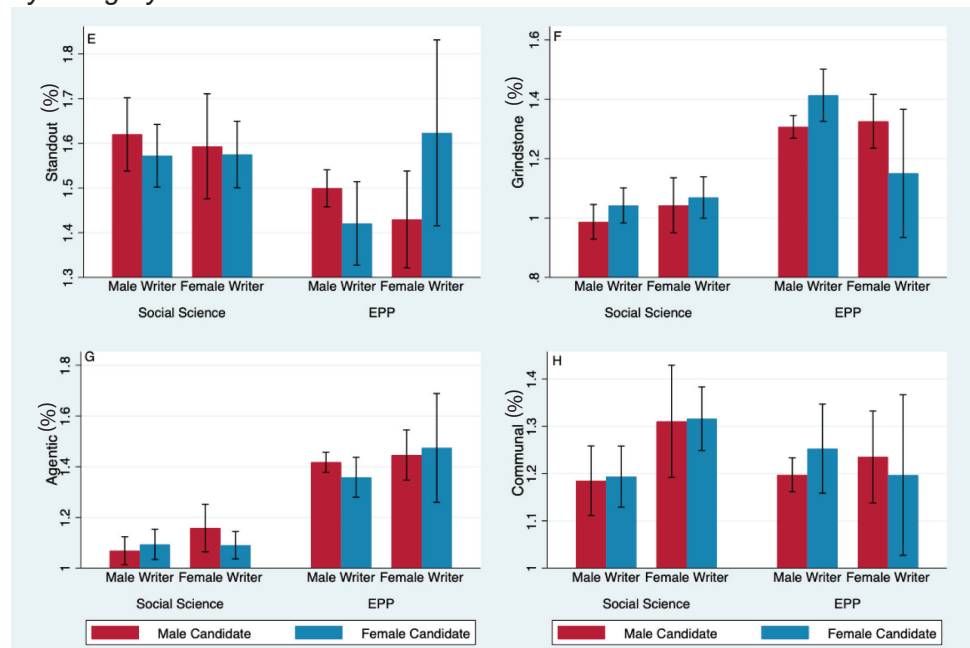 E
Standout (%)
1.8
1.7
1.6
1.5
1.4
1.3
Male Writer Female Writer Male Writer Female Writer
Social Science EPP
F
Grindstone (%)
1.6
1.4
1.2
1
.8
Male Writer Female Writer Male Writer Female Writer
Social Science EPP
G
Agentic (%)
1.8
1.6
1.4
1.2
1
Male Writer Female Writer Male Writer Female Writer
Social Science EPP
Male Candidate Female Candidate
H
Communal (%)
1.4
1.3
1.2
1.1
1
Male Writer Female Writer Male Writer Female Writer
Social Science EPP
Male Candidate Female Candidate